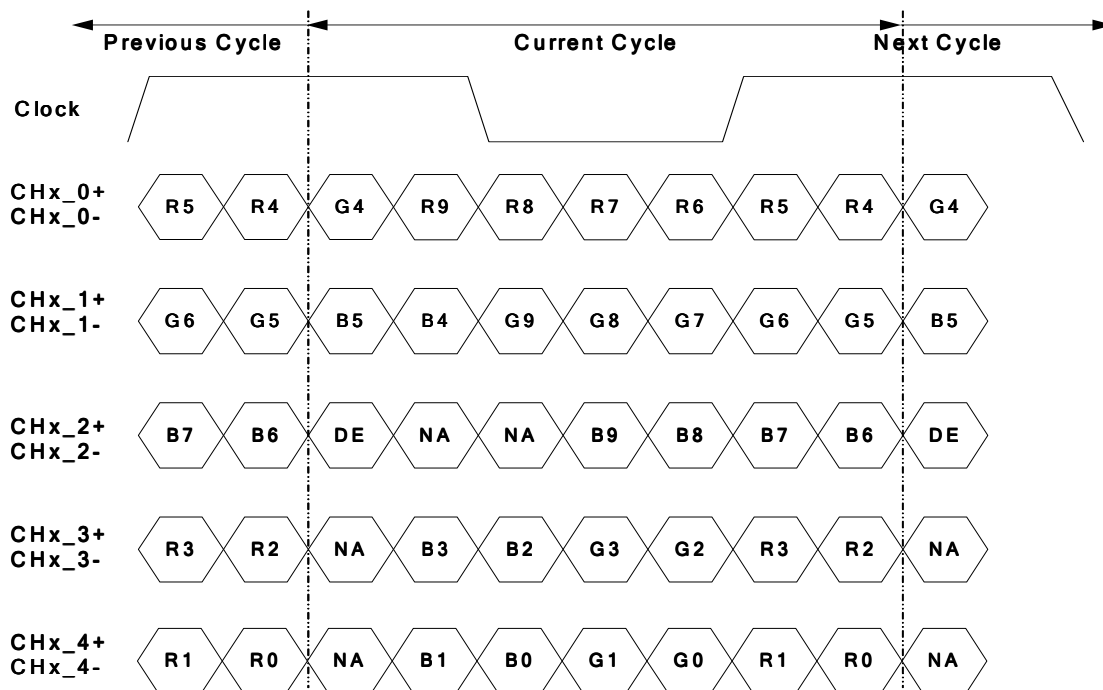 Previous Cycle Current Cycle Next Cycle
Clock
CHx_0+
CHx_0-
R5 R4 G4 R9 R8 R7 R6 R5 R4 G4
CHx_1+
CHx_1-
G6 G5 B5 B4 G9 G8 G7 G6 G5 B5
CHx_2+
CHx_2-
B7 B6 DE NA NA B9 B8 B7 B6 DE
CHx_3+
CHx_3-
R3 R2 NA B3 B2 G3 G2 R3 R2 NA
CHx_4+
CHx_4-
R1 R0 NA B1 B0 G1 G0 R1 R0 NA